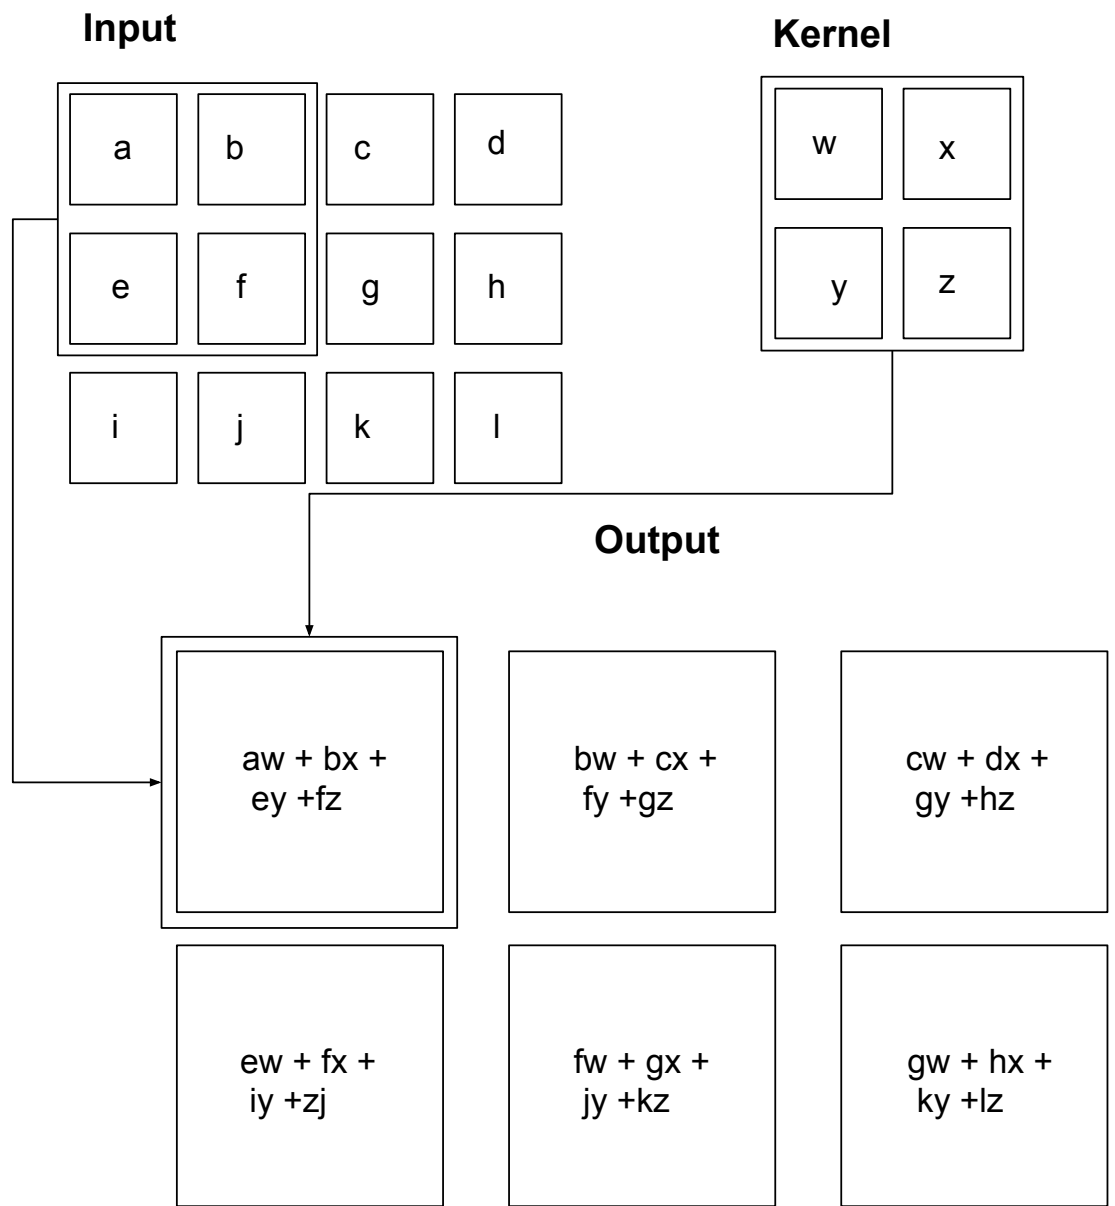 Input
Kernel
a b c d
w x
e f g h
y z
i j k l
Output
aw + bx +
ey +fz
bw + cx +
fy +gz
cw + dx +
gy +hz
ew + fx +
iy +zj
fw + gx +
jy +kz
gw + hx +
ky +lz